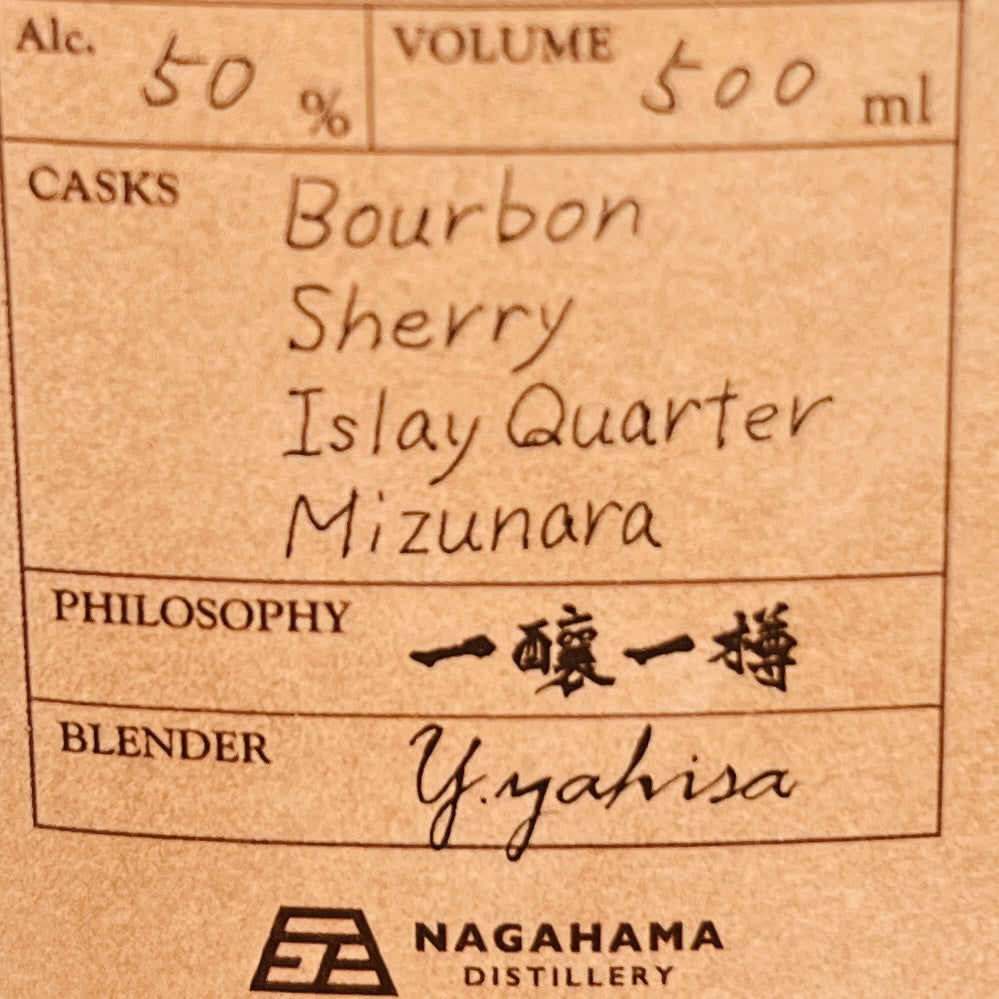 Alc. 50 % VOLUME 500 ml
CASKS Bourbon
Sherry
Islay Quarter
Mizunara
PHILOSOPHY 一醸一樽
BLENDER Y.yahisa
NAGAHAMA
DISTILLERY